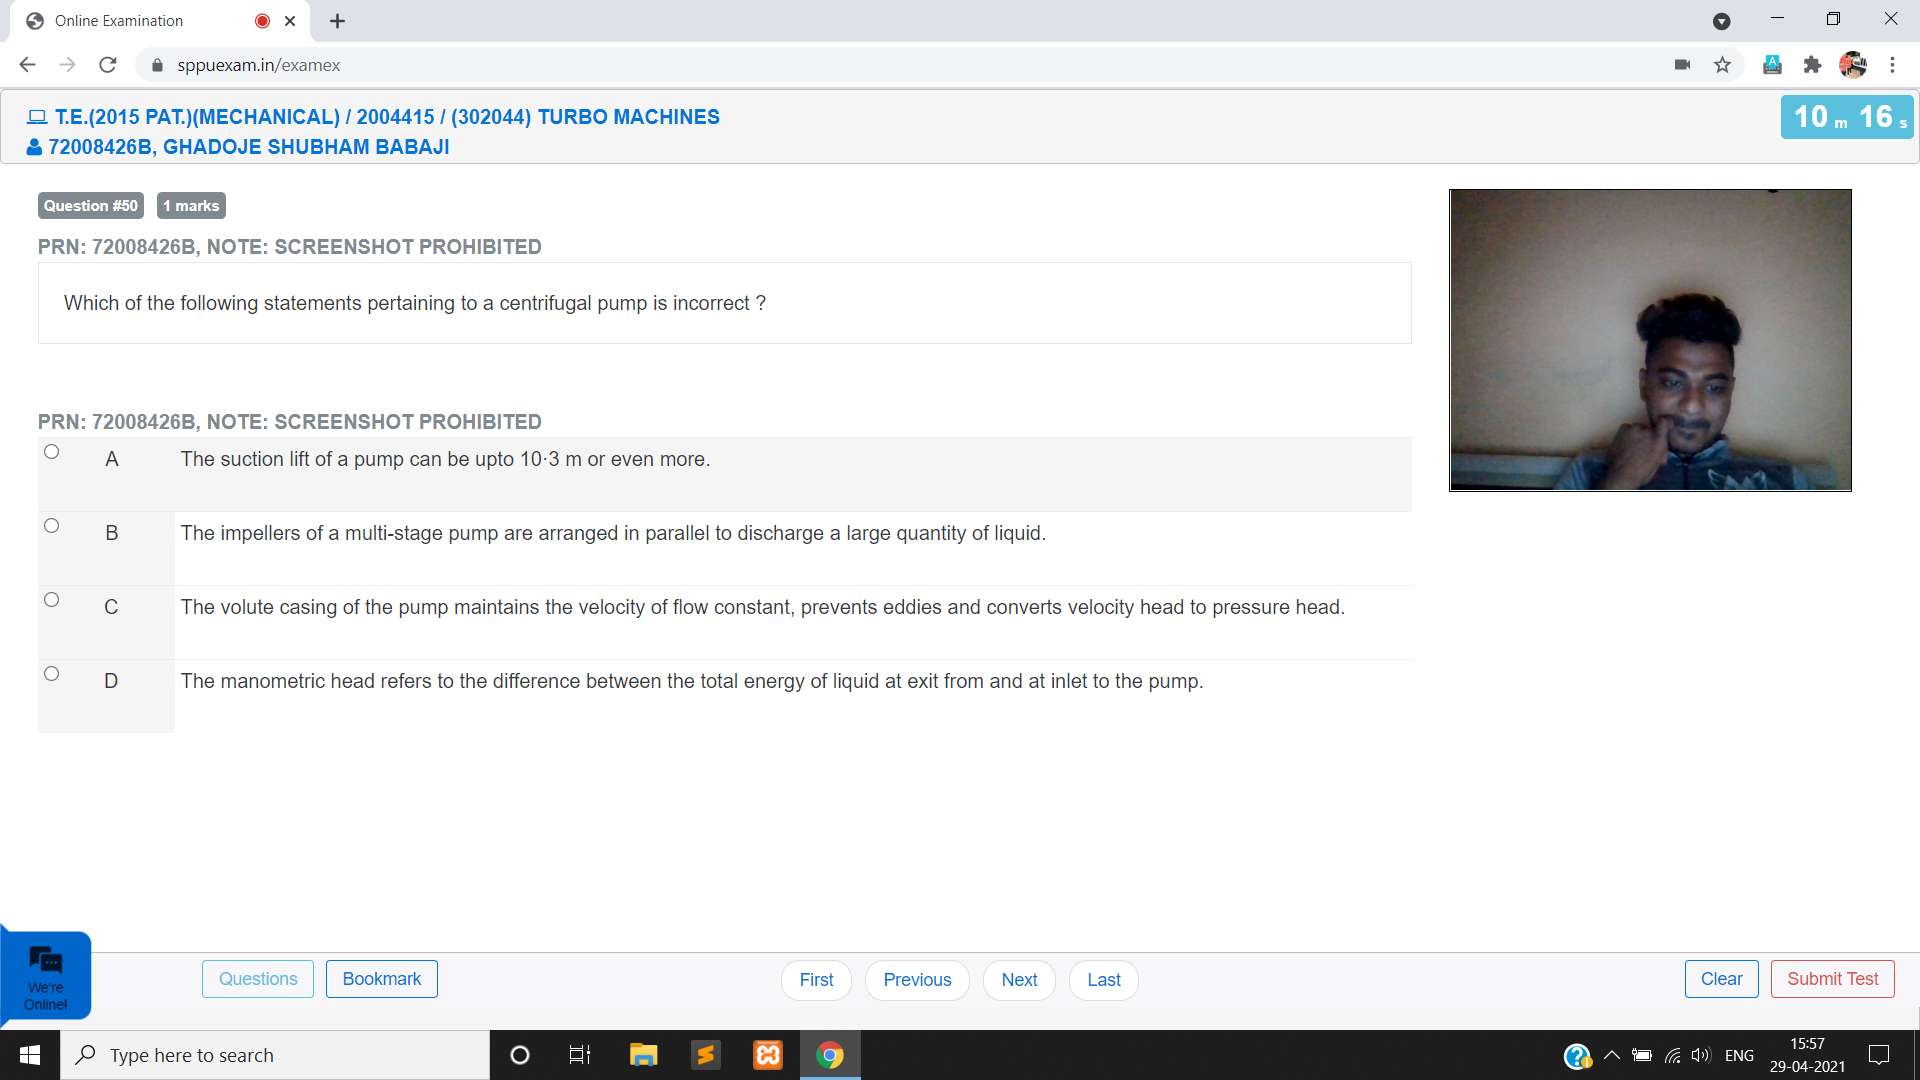 Online Examination
sppuexam.in/examex
T.E.(2015 PAT.)(MECHANICAL) / 2004415 / (302044) TURBO MACHINES
10 m 16 s
72008426B, GHADOJE SHUBHAM BABAJI
Question #50 1 marks
PRN: 72008426B, NOTE: SCREENSHOT PROHIBITED
Which of the following statements pertaining to a centrifugal pump is incorrect ?
PRN: 72008426B, NOTE: SCREENSHOT PROHIBITED
A The suction lift of a pump can be upto 10·3 m or even more.
B The impellers of a multi-stage pump are arranged in parallel to discharge a large quantity of liquid.
C The volute casing of the pump maintains the velocity of flow constant, prevents eddies and converts velocity head to pressure head.
D The manometric head refers to the difference between the total energy of liquid at exit from and at inlet to the pump.
We're
Online!
Questions Bookmark First Previous Next Last Clear Submit Test
Type here to search
ENG
15:57
29-04-2021